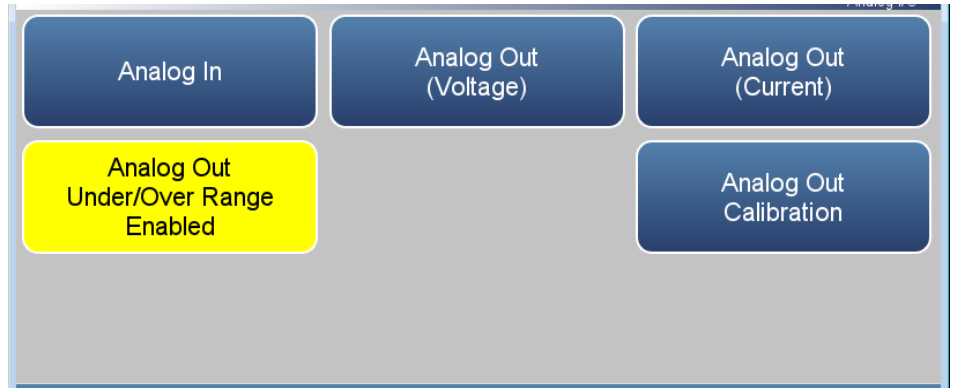 Analog In
Analog Out
(Voltage)
Analog Out
(Current)
Analog Out
Under/Over Range
Enabled
Analog Out
Calibration